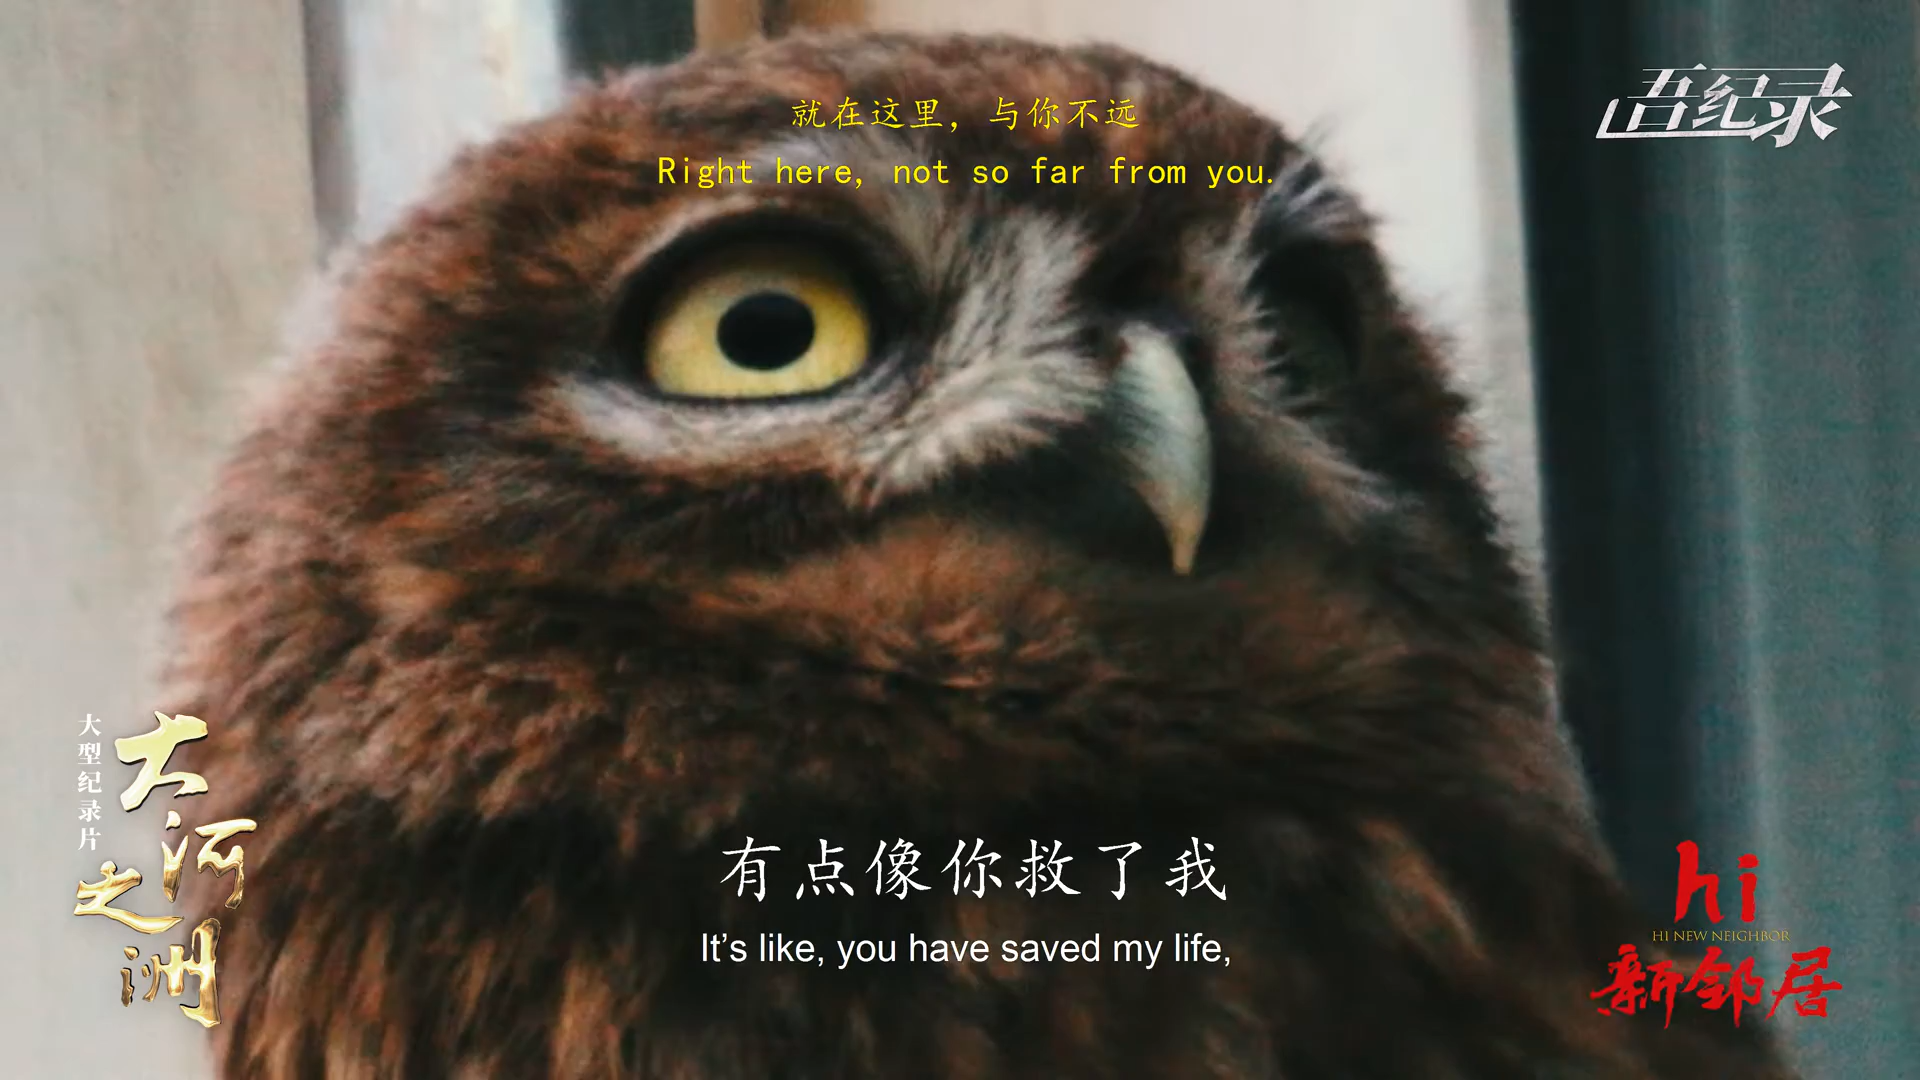 就在这里，与你不远
Right here, not so far from you.
吾纪录
大型纪录片
大河之洲
有点像你救了我
It's like, you have saved my life,
hi
HI NEW NEIGHBOR
新邻居